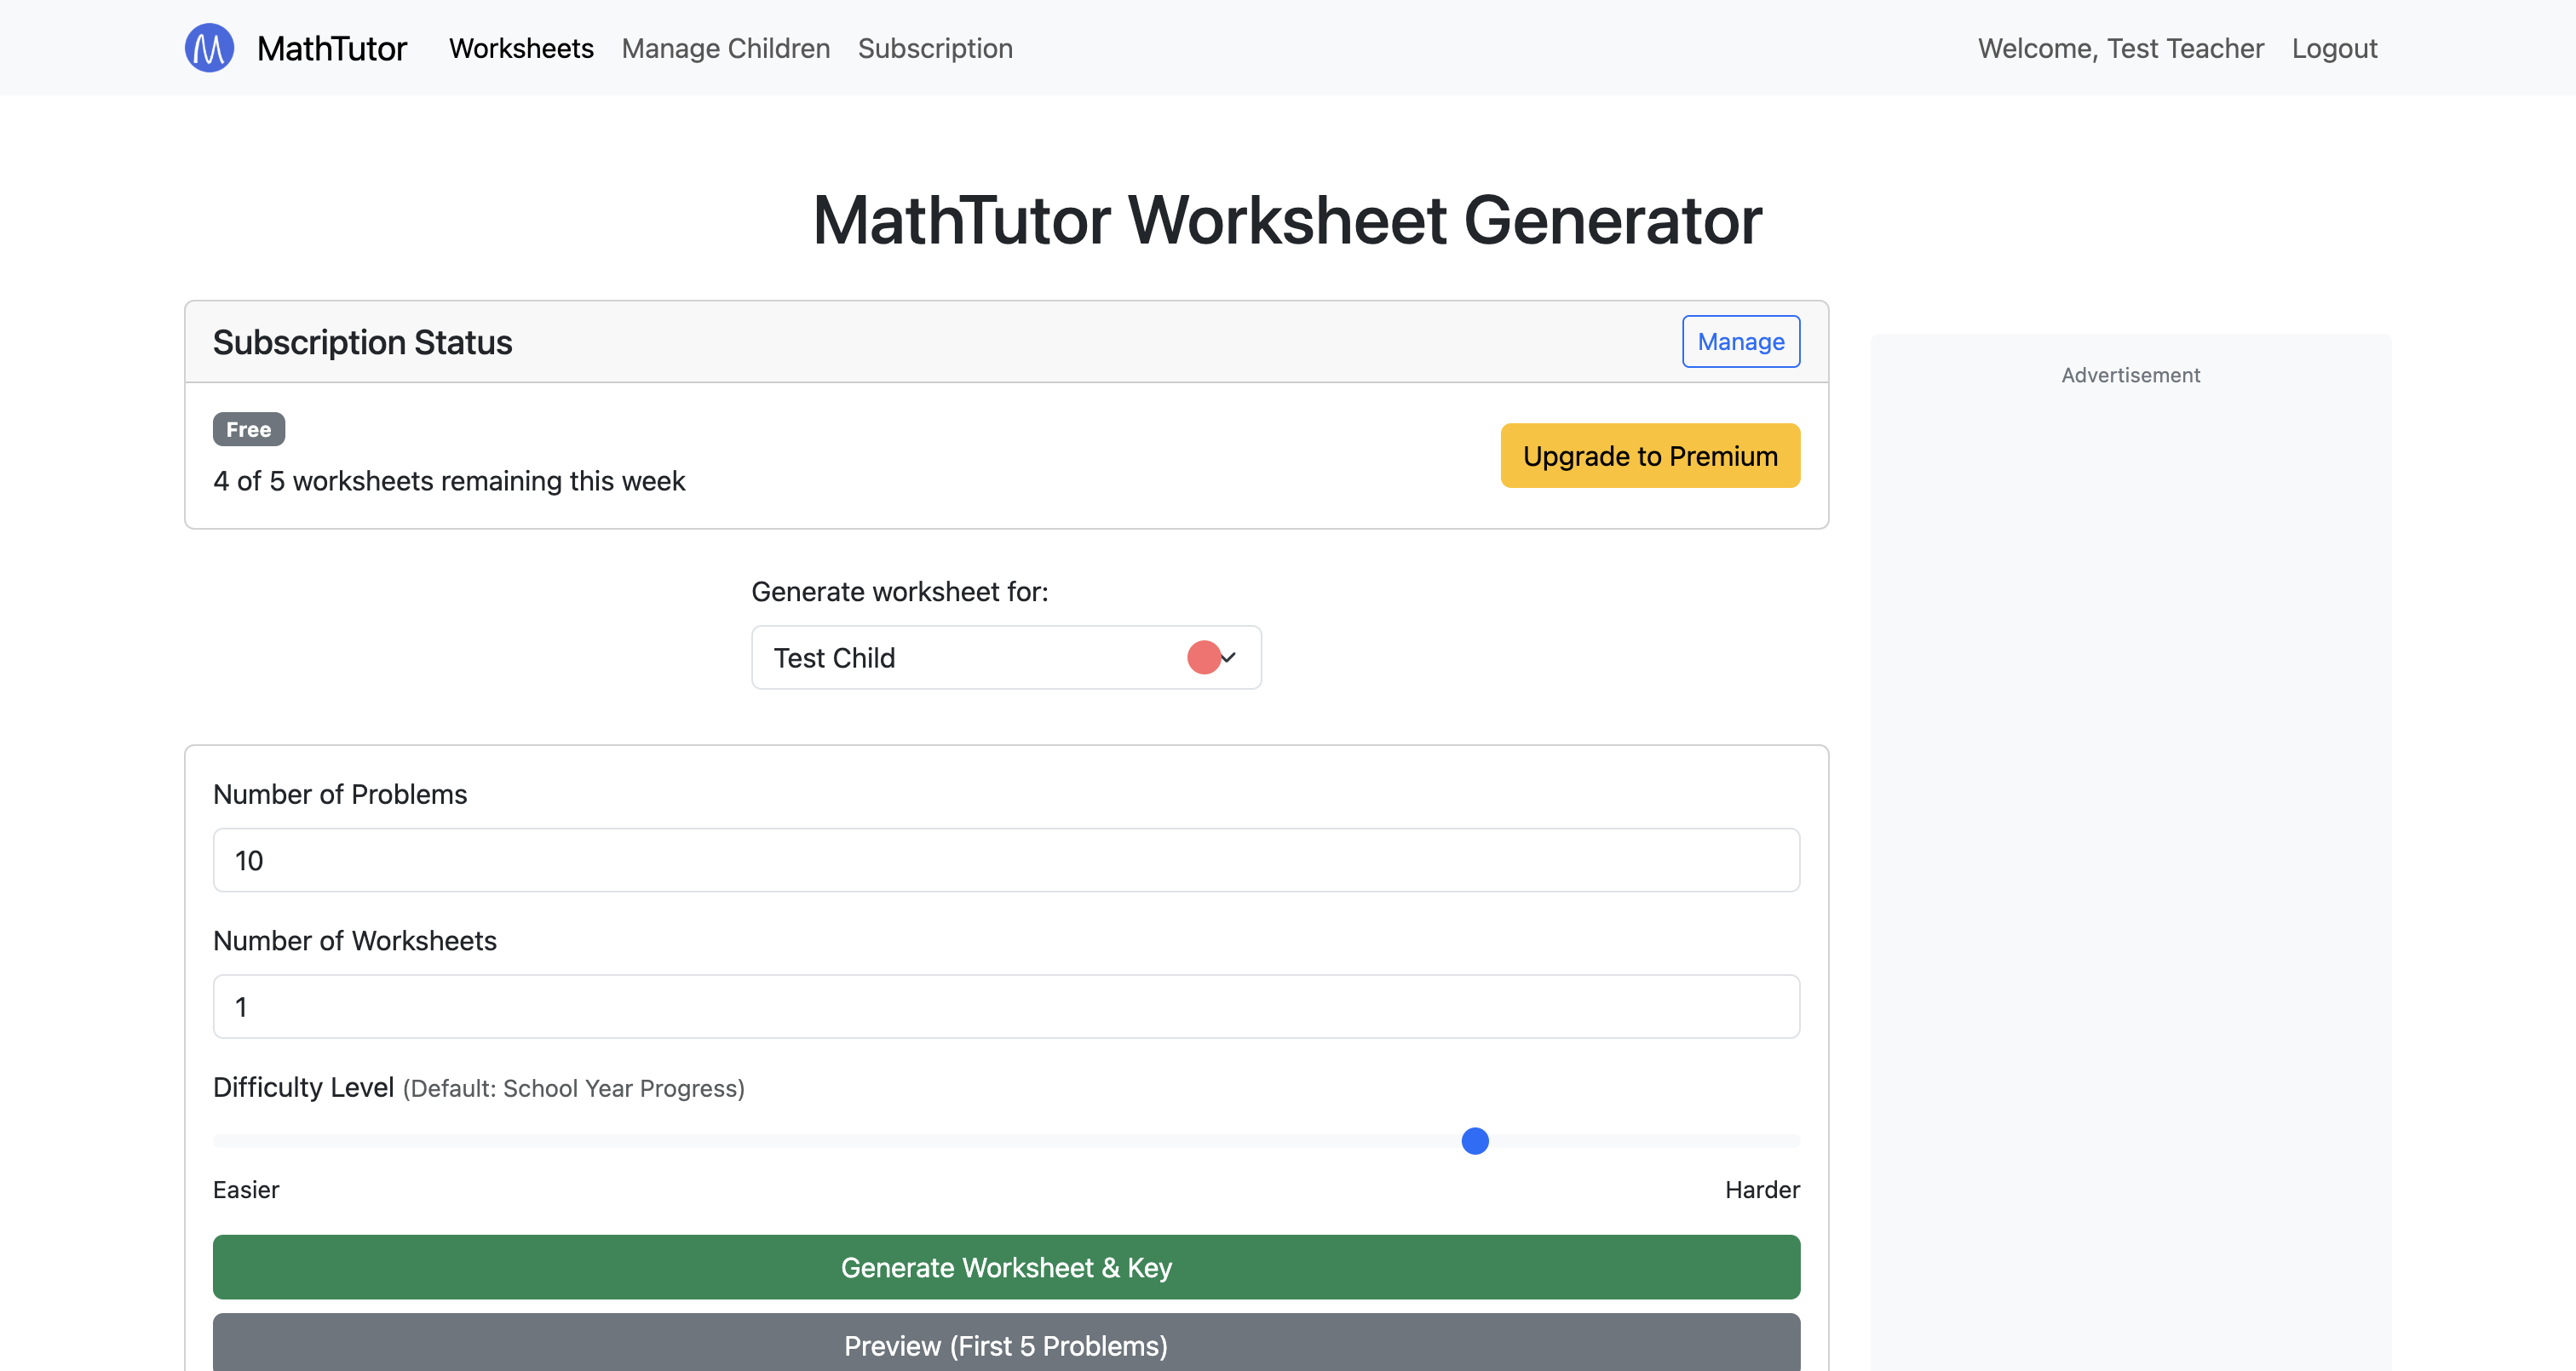 MathTutor Worksheets Manage Children Subscription Welcome, Test Teacher Logout
MathTutor Worksheet Generator
Subscription Status Manage
Free
4 of 5 worksheets remaining this week
Upgrade to Premium
Advertisement
Generate worksheet for:
Test Child
Number of Problems
10
Number of Worksheets
1
Difficulty Level (Default: School Year Progress)
Easier Harder
Generate Worksheet & Key
Preview (First 5 Problems)